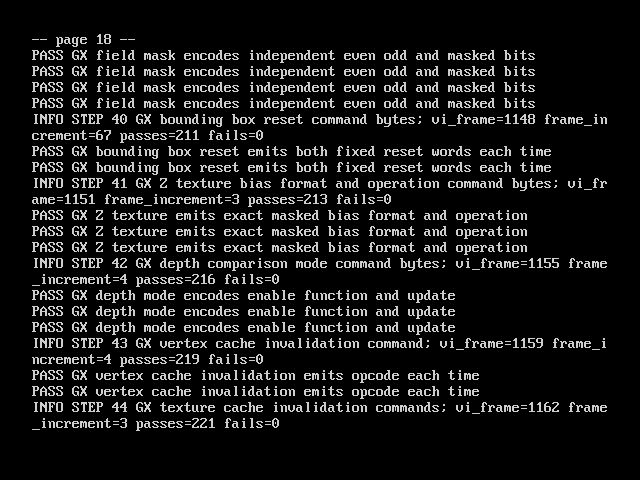 -- page 18 --
PASS GX field mask encodes independent even odd and masked bits
PASS GX field mask encodes independent even odd and masked bits
PASS GX field mask encodes independent even odd and masked bits
PASS GX field mask encodes independent even odd and masked bits
INFO STEP 40 GX bounding box reset command bytes; vi_frame=1148 frame_in
crement=67 passes=211 fails=0
PASS GX bounding box reset emits both fixed reset words each time
PASS GX bounding box reset emits both fixed reset words each time
INFO STEP 41 GX Z texture bias format and operation command bytes; vi_fr
ame=1151 frame_increment=3 passes=213 fails=0
PASS GX Z texture emits exact masked bias format and operation
PASS GX Z texture emits exact masked bias format and operation
PASS GX Z texture emits exact masked bias format and operation
INFO STEP 42 GX depth comparison mode command bytes; vi_frame=1155 frame
_increment=4 passes=216 fails=0
PASS GX depth mode encodes enable function and update
PASS GX depth mode encodes enable function and update
PASS GX depth mode encodes enable function and update
INFO STEP 43 GX vertex cache invalidation command; vi_frame=1159 frame_i
ncrement=4 passes=219 fails=0
PASS GX vertex cache invalidation emits opcode each time
PASS GX vertex cache invalidation emits opcode each time
INFO STEP 44 GX texture cache invalidation commands; vi_frame=1162 frame
_increment=3 passes=221 fails=0